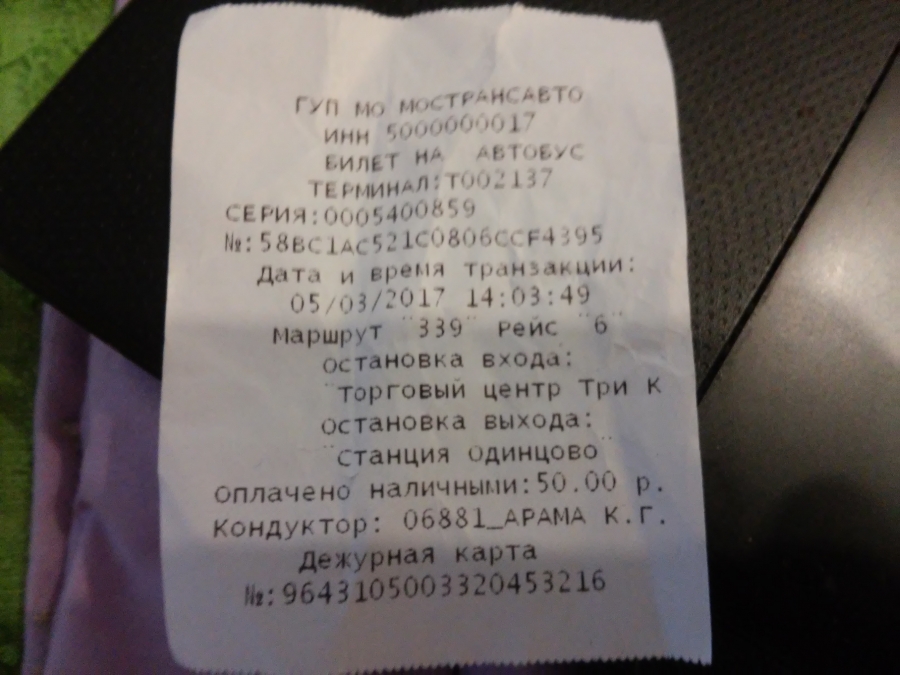 ГУП МО МОСТРАНСАВТО
ИНН 5000000017
БИЛЕТ НА АВТОБУС
ТЕРМИНАЛ:Т002137
СЕРИЯ:0005400859
№:58BC1AC521C0806CCF4395
Дата и время транзакции:
05/03/2017 14:03:49
Маршрут "339" Рейс "6"
Остановка входа:
"Торговый центр Три К
Остановка выхода:
"Станция Одинцово"
Оплачено наличными:50.00 р.
Кондуктор: 06881_АРАМА К.Г.
Дежурная карта
№:9643105003320453216